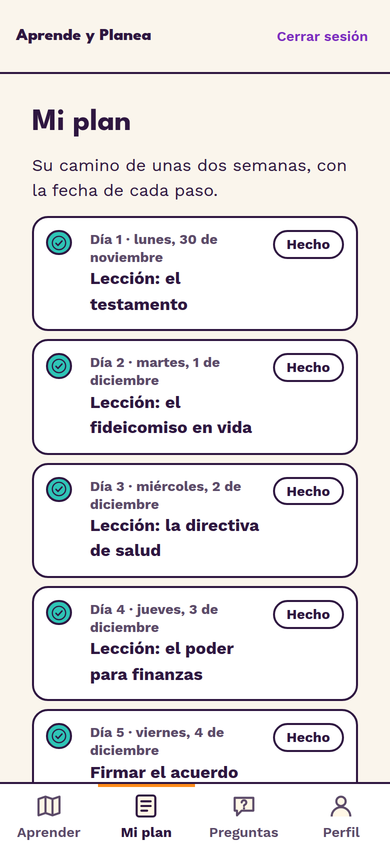 Aprende y Planea
Cerrar sesión
Mi plan
Su camino de unas dos semanas, con
la fecha de cada paso.
Día 1 · lunes, 30 de
noviembre
Hecho
Lección: el
testamento
Día 2 · martes, 1 de
diciembre
Hecho
Lección: el
fideicomiso en vida
Día 3 · miércoles, 2 de
diciembre
Hecho
Lección: la directiva
de salud
Día 4 · jueves, 3 de
diciembre
Hecho
Lección: el poder
para finanzas
Día 5 · viernes, 4 de
diciembre
Hecho
Firmar el acuerdo
Aprender
Mi plan
Preguntas
Perfil